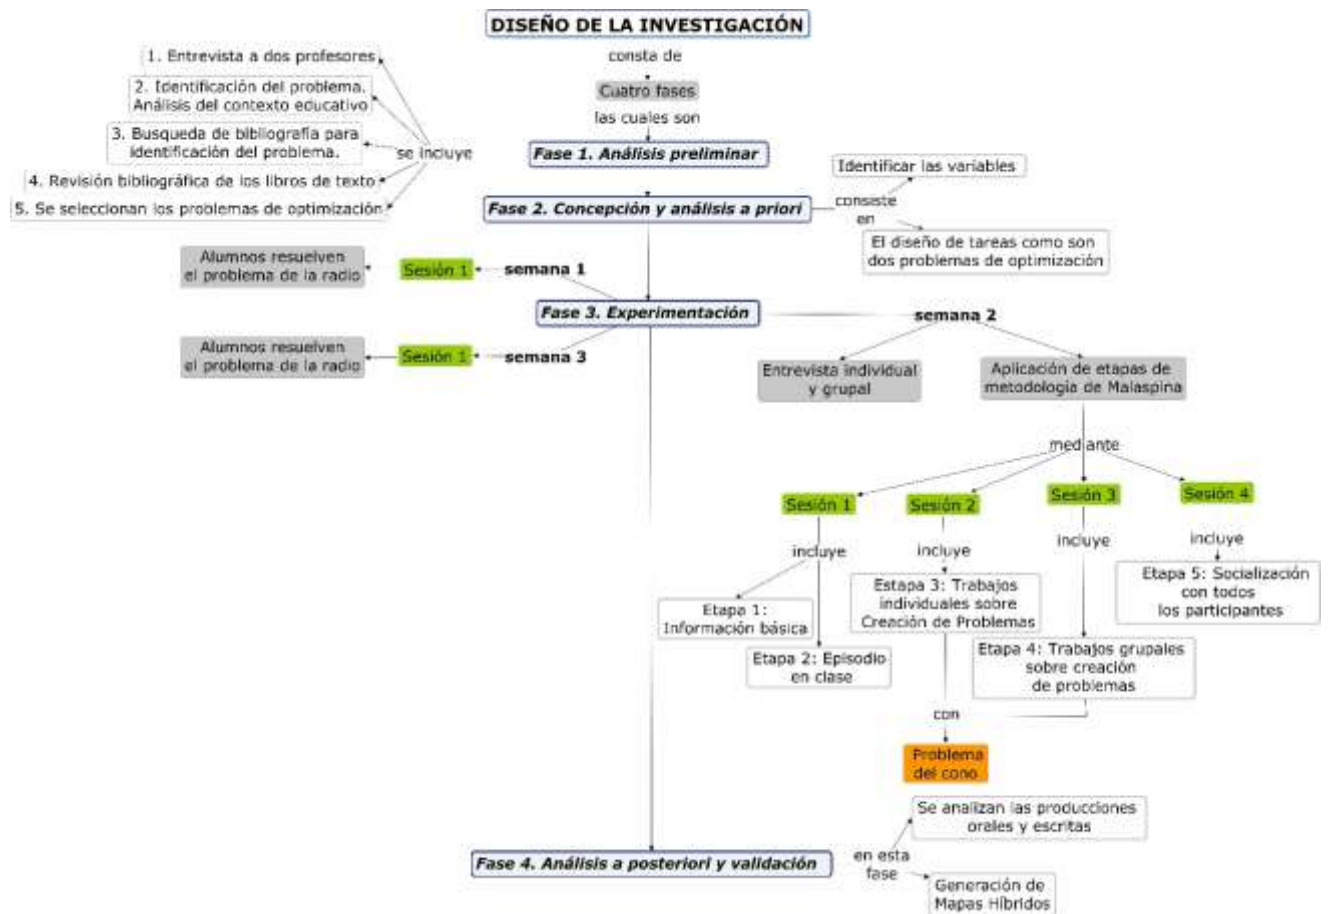 DISEÑO DE LA INVESTIGACIÓN
consta de
Cuatro fases
las cuales son
Fase 1. Análisis preliminar
se incluye
1. Entrevista a dos profesores
2. Identificación del problema.
Análisis del contexto educativo
3. Busqueda de bibliografía para
identificación del problema.
4. Revisión bibliográfica de los libros de texto
5. Se seleccionan los problemas de optimización
Fase 2. Concepción y análisis a priori
consiste
en
Identificar las variables
El diseño de tareas como son
dos problemas de optimización
Fase 3. Experimentación
semana 1
Sesión 1
Alumnos resuelven
el problema de la radio
semana 3
Sesión 1
Alumnos resuelven
el problema de la radio
semana 2
Entrevista individual
y grupal
Aplicación de etapas de
metodología de Malaspina
mediante
Sesión 1
Sesión 2
Sesión 3
Sesión 4
incluye
incluye
incluye
incluye
Etapa 1:
Información básica
Etapa 2: Episodio
en clase
Estapa 3: Trabajos
individuales sobre
Creación de Problemas
Etapa 4: Trabajos grupales
sobre creación
de problemas
Etapa 5: Socialización
con todos
los participantes
con
Problema
del cono
Fase 4. Análisis a posteriori y validación
en esta
fase
Se analizan las producciones
orales y escritas
Generación de
Mapas Híbridos